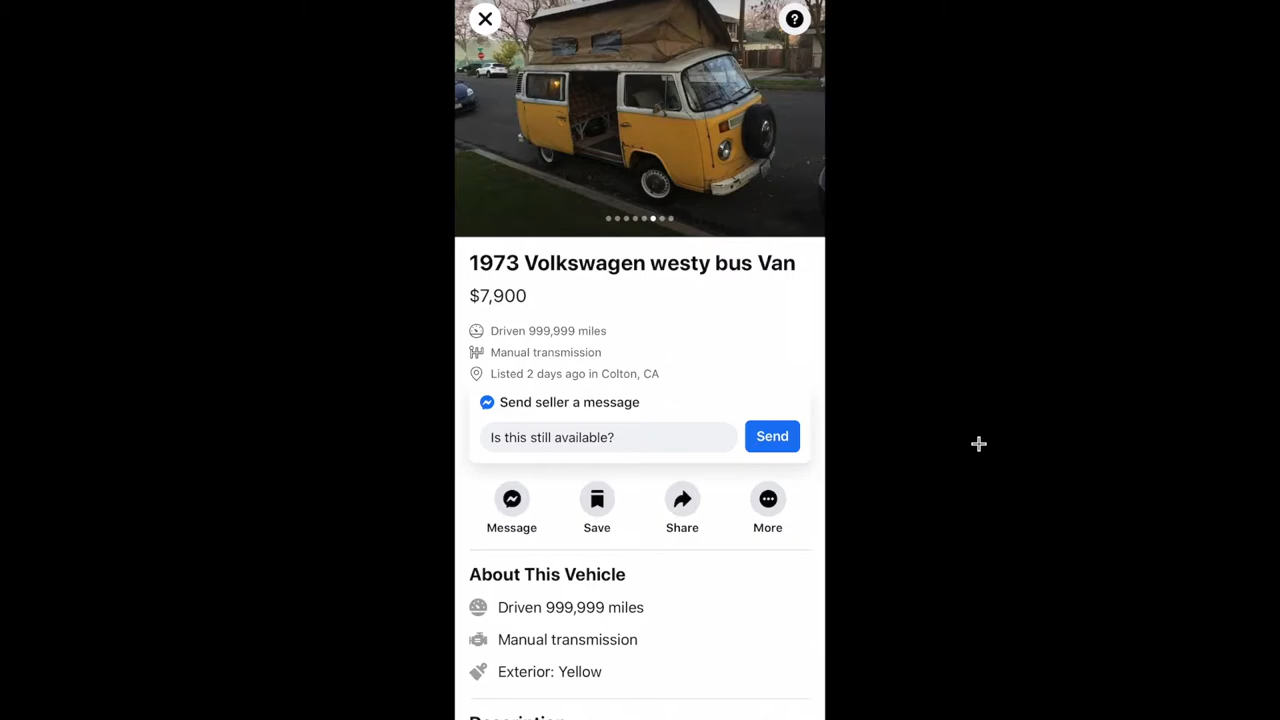 1973 Volkswagen westy bus Van
$7,900
Driven 999,999 miles
Manual transmission
Listed 2 days ago in Colton, CA
Send seller a message
Is this still available?
Send
Message Save Share More
About This Vehicle
Driven 999,999 miles
Manual transmission
Exterior: Yellow
Description